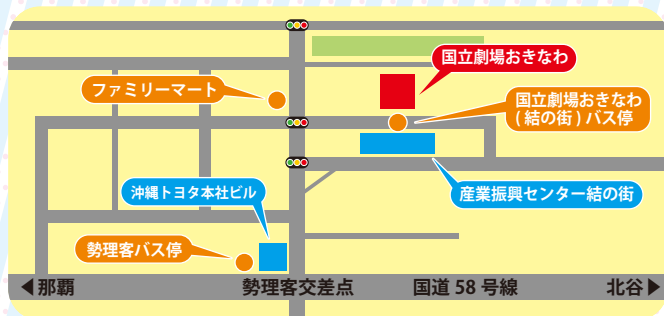 国立劇場おきなわ
ファミリーマート
国立劇場おきなわ
(結の街)バス停
沖縄トヨタ本社ビル
産業振興センター結の街
勢理客バス停
◀那覇
勢理客交差点
国道58号線
北谷▶